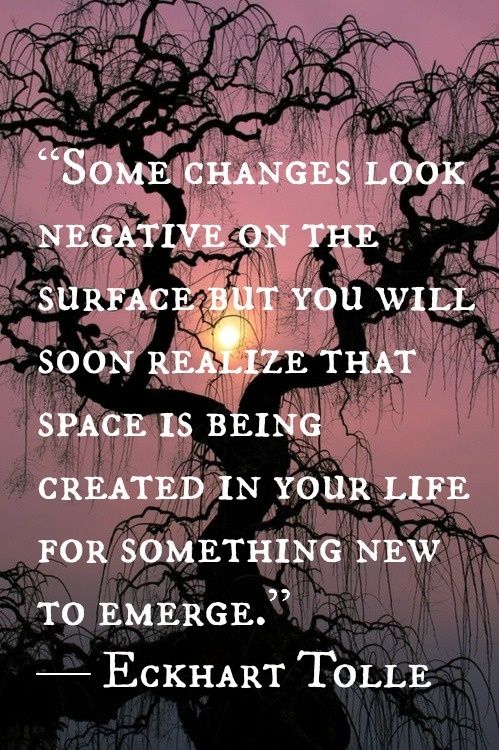 “Some changes look
negative on the
surface but you will
soon realize that
space is being
created in your life
for something new
to emerge.”
— Eckhart Tolle